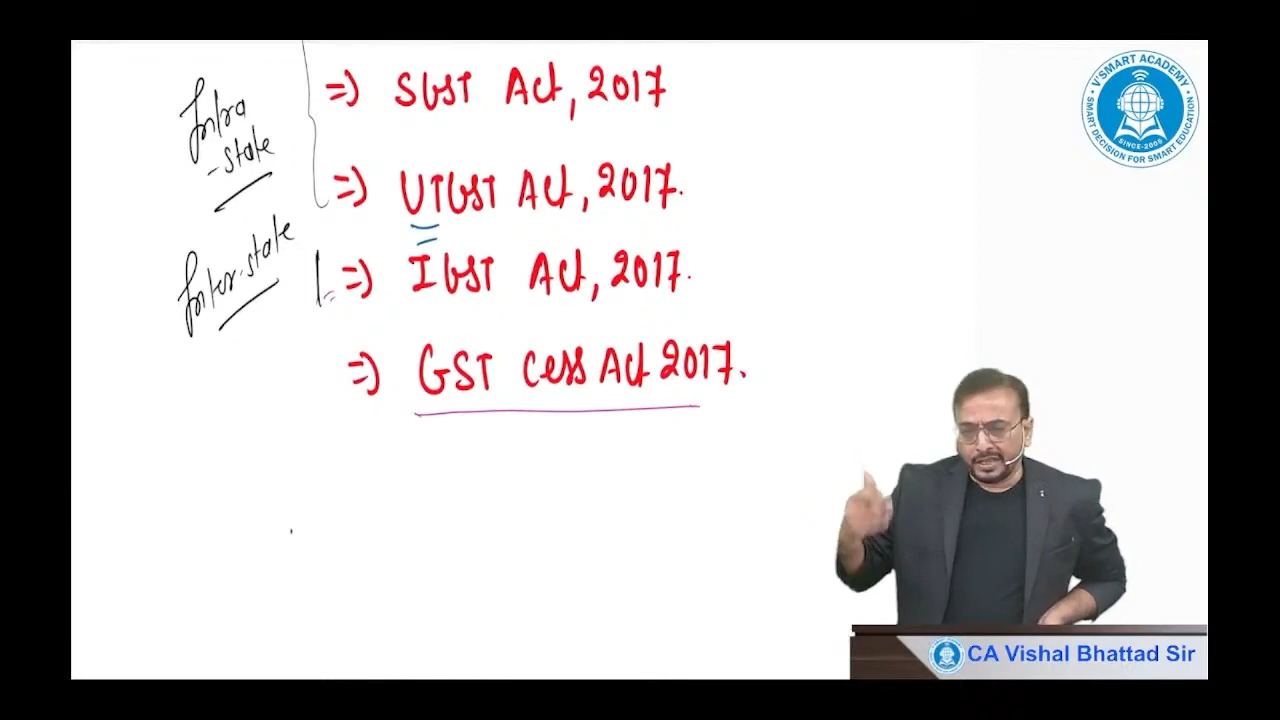 Intra
-state
=) SGST Act, 2017
=) UTGST Act, 2017.
Inter-state
=) IGST Act, 2017.
=) GST Cess Act 2017.
V'SMART ACADEMY
SINCE-2005
SMART DECISION FOR SMART EDUCATION
CA Vishal Bhattad Sir